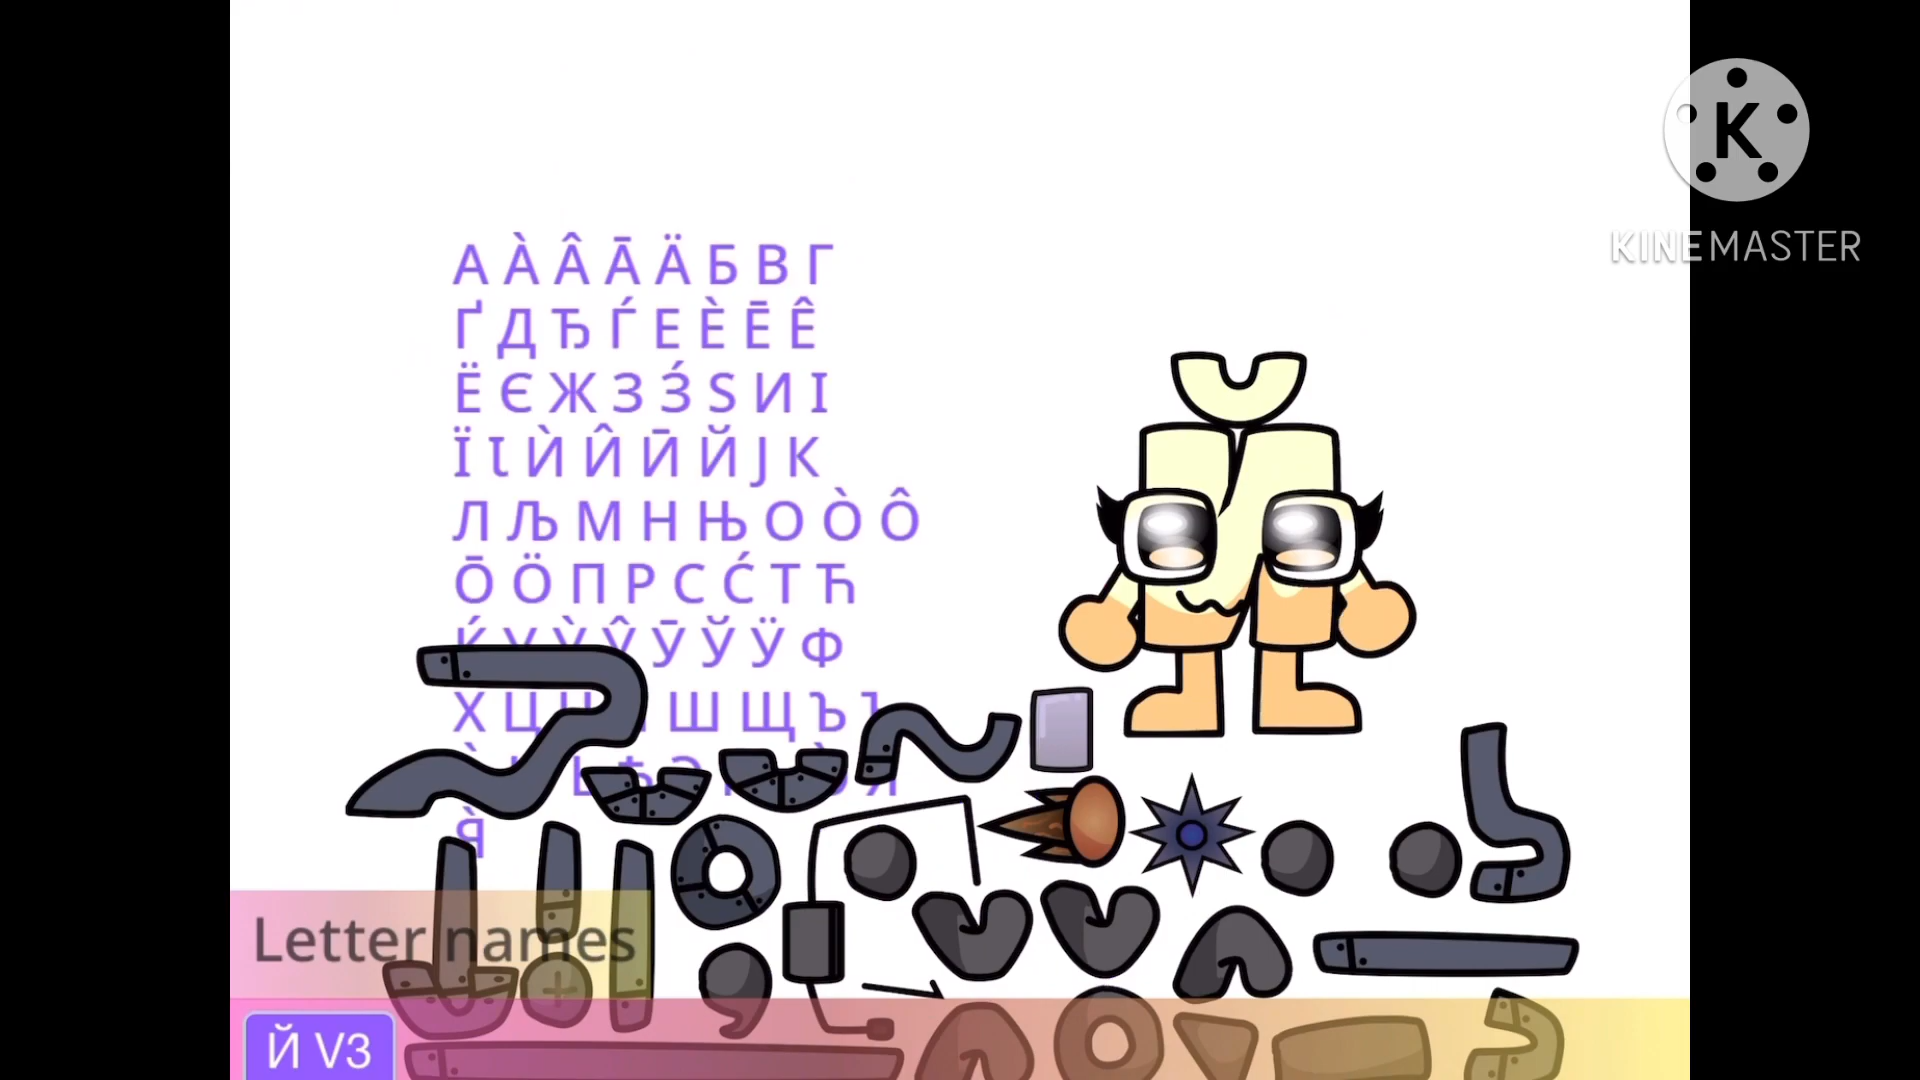 А А̀ А̂ А̄ Ӓ Б В Г
Ґ Д Ђ Ѓ Е Ѐ Е̄ Е̂
Ё Є Ж З З́ Ѕ И І
Ї Ɩ Ѝ И̂ Ӣ Й Ј К
Л Љ М Н Њ О О̀ О̂
О̄ Ӧ П Р С С́ Т Ћ
Ќ У У̀ У̂ Ӯ Ў Ӱ Ф
Х Ц Ш Щ Ъ
Я̀
Letter names
Й V3
K
KINEMASTER